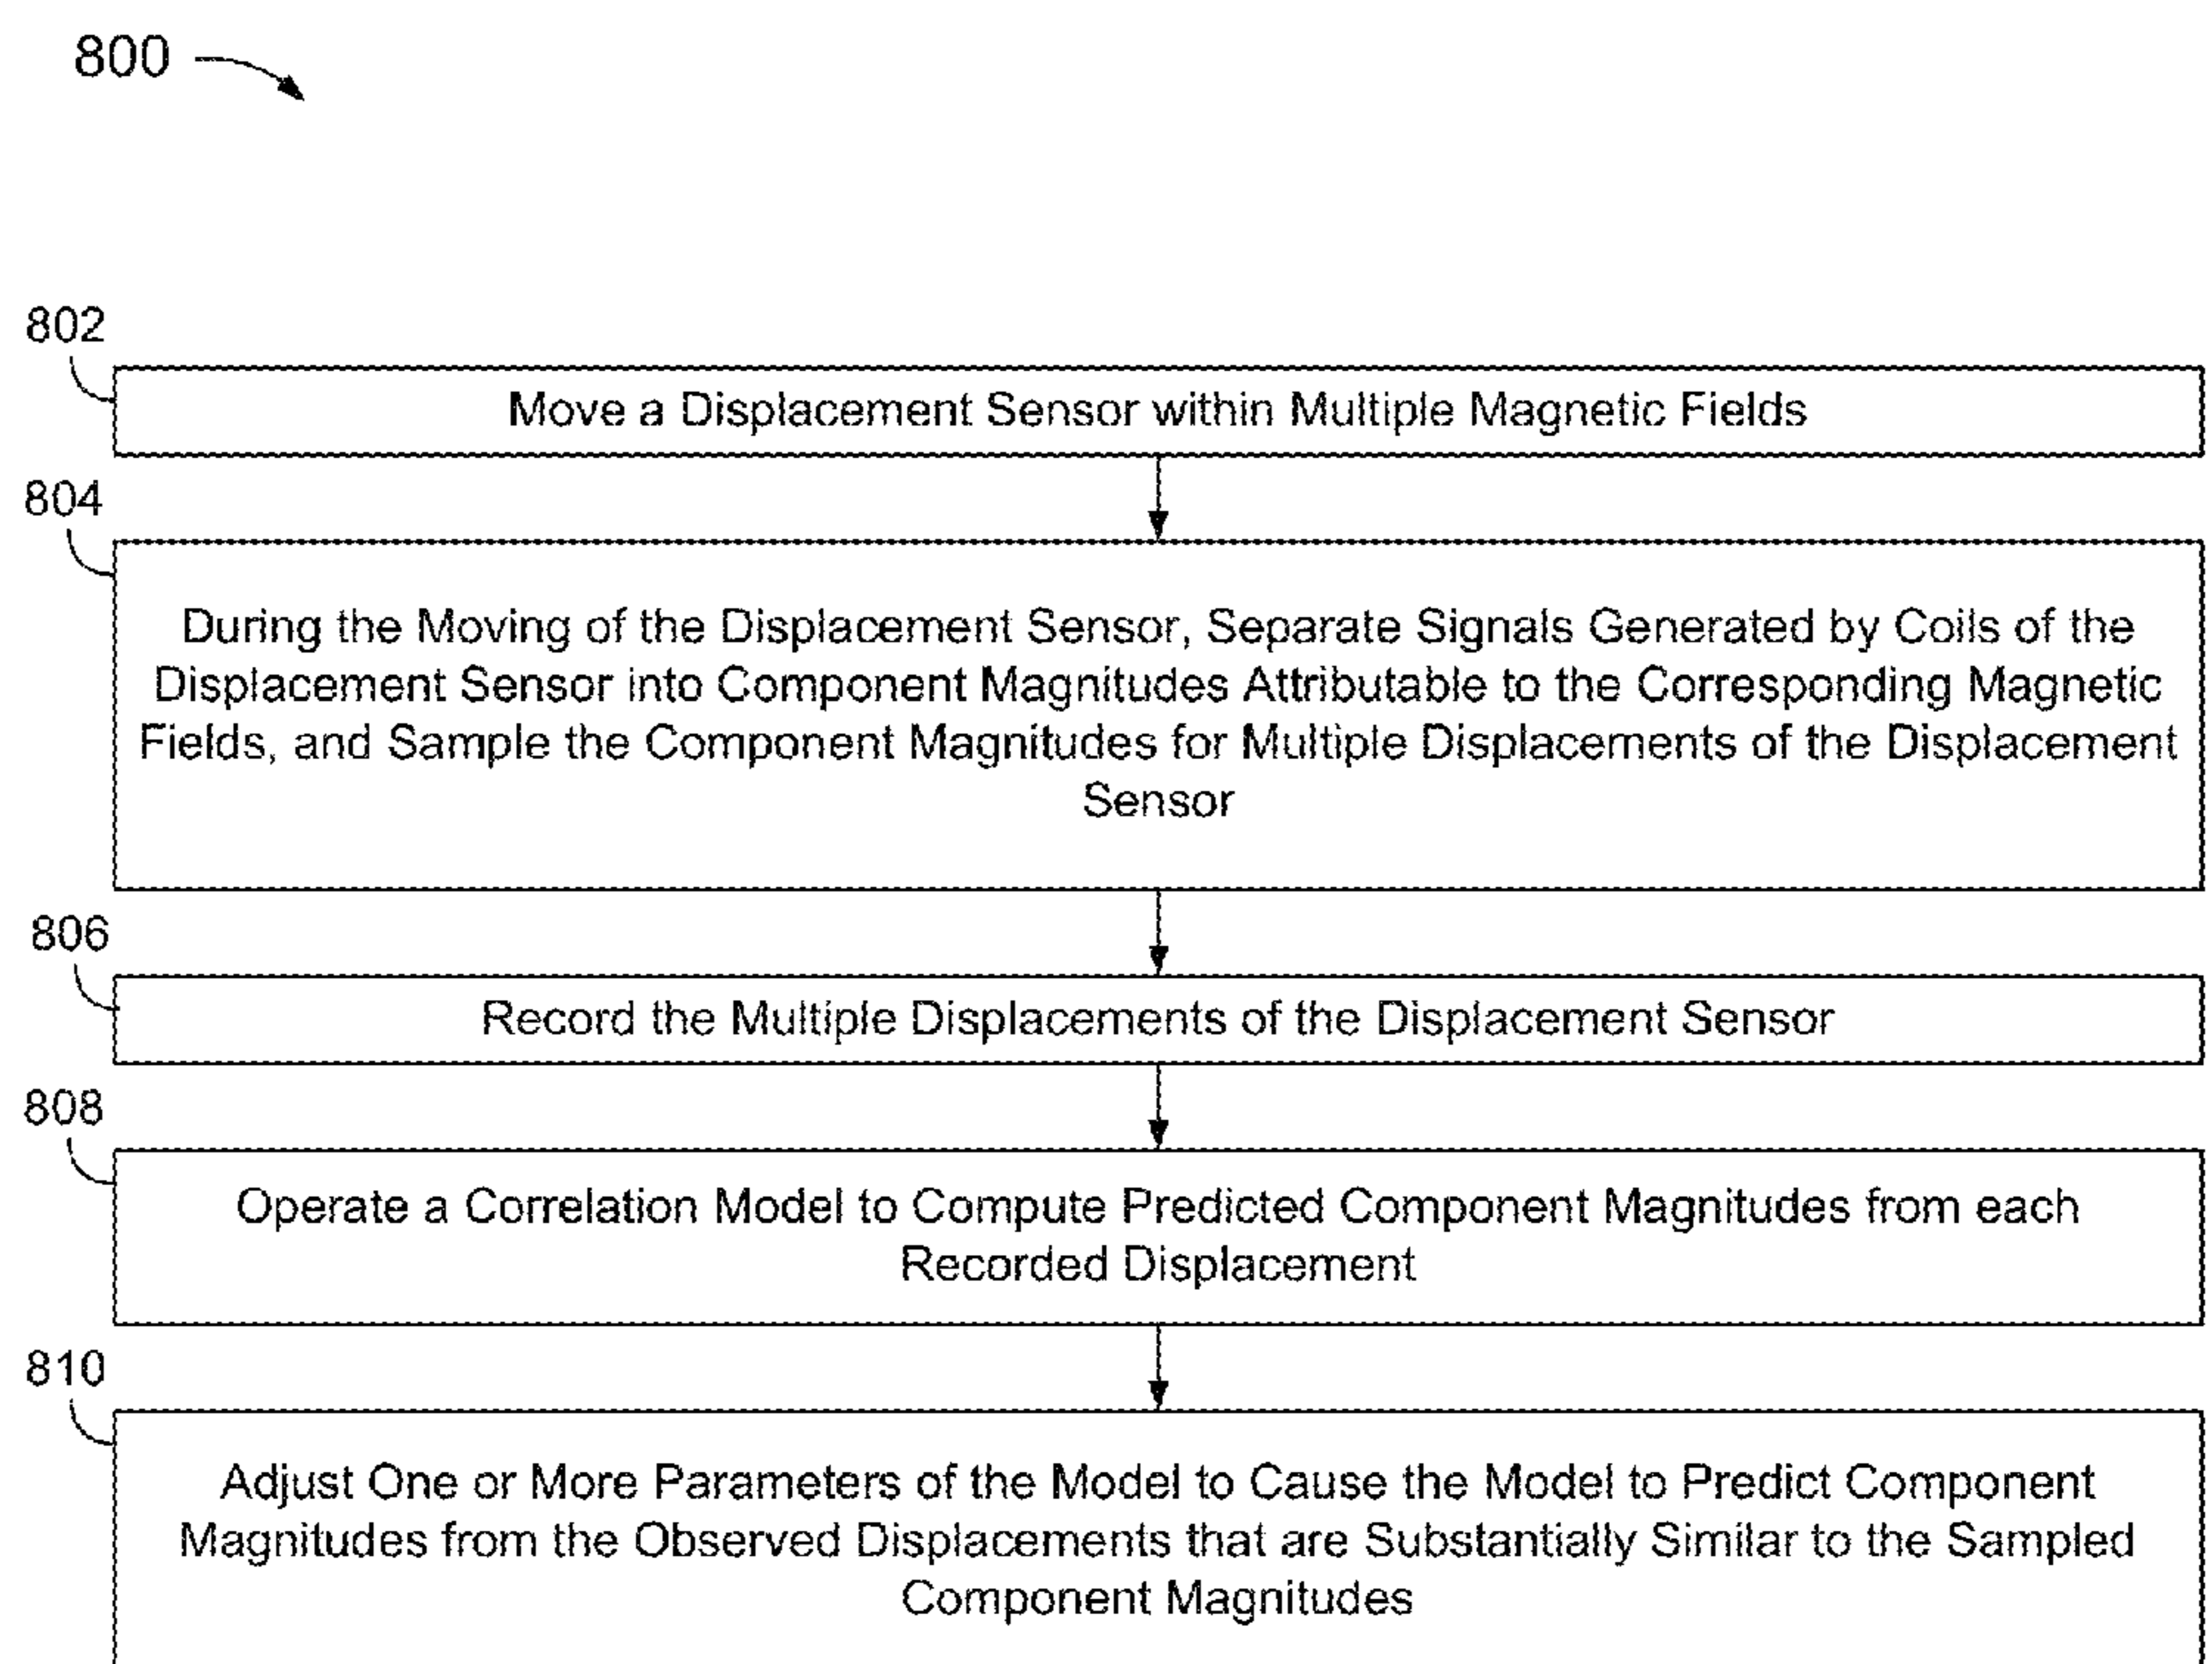 800
802
Move a Displacement Sensor within Multiple Magnetic Fields
804
During the Moving of the Displacement Sensor, Separate Signals Generated by Coils of the
Displacement Sensor into Component Magnitudes Attributable to the Corresponding Magnetic
Fields, and Sample the Component Magnitudes for Multiple Displacements of the Displacement
Sensor
806
Record the Multiple Displacements of the Displacement Sensor
808
Operate a Correlation Model to Compute Predicted Component Magnitudes from each
Recorded Displacement
810
Adjust One or More Parameters of the Model to Cause the Model to Predict Component
Magnitudes from the Observed Displacements that are Substantially Similar to the Sampled
Component Magnitudes